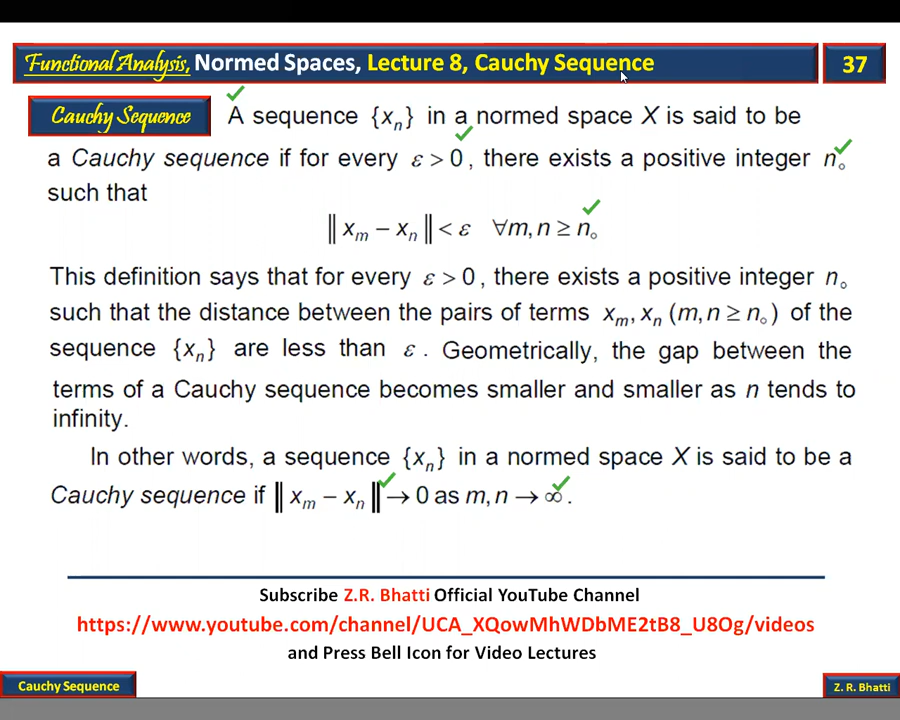 Functional Analysis, Normed Spaces, Lecture 8, Cauchy Sequence 37
Cauchy Sequence A sequence {xₙ} in a normed space X is said to be
a Cauchy sequence if for every ε > 0, there exists a positive integer n∘
such that
‖xₘ − xₙ‖ < ε ∀m, n ≥ n∘
This definition says that for every ε > 0, there exists a positive integer n∘
such that the distance between the pairs of terms xₘ, xₙ (m, n ≥ n∘) of the
sequence {xₙ} are less than ε. Geometrically, the gap between the
terms of a Cauchy sequence becomes smaller and smaller as n tends to
infinity.
In other words, a sequence {xₙ} in a normed space X is said to be a
Cauchy sequence if ‖xₘ − xₙ‖ → 0 as m, n → ∞.
Subscribe Z.R. Bhatti Official YouTube Channel
https://www.youtube.com/channel/UCA_XQowMhWDbME2tB8_U8Og/videos
and Press Bell Icon for Video Lectures
Cauchy Sequence Z. R. Bhatti